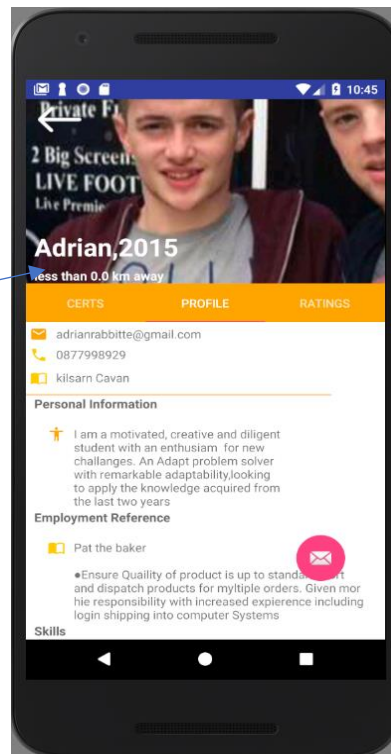 10:45
Private F
2 Big Screen
LIVE FOOT
Live Premie
Adrian,2015
less than 0.0 km away
CERTS PROFILE RATINGS
adrianrabbitte@gmail.com
0877998929
kilsarn Cavan
Personal Information
I am a motivated, creative and diligent
student with an enthusiam for new
challanges. An Adapt problem solver
with remarkable adaptability,looking
to apply the knowledge acquired from
the last two years
Employment Reference
Pat the baker
●Ensure Quaility of product is up to standa rt
and dispatch products for myltiple orders. Given mor
hie responsibility with increased expierence including
login shipping into computer Systems
Skills